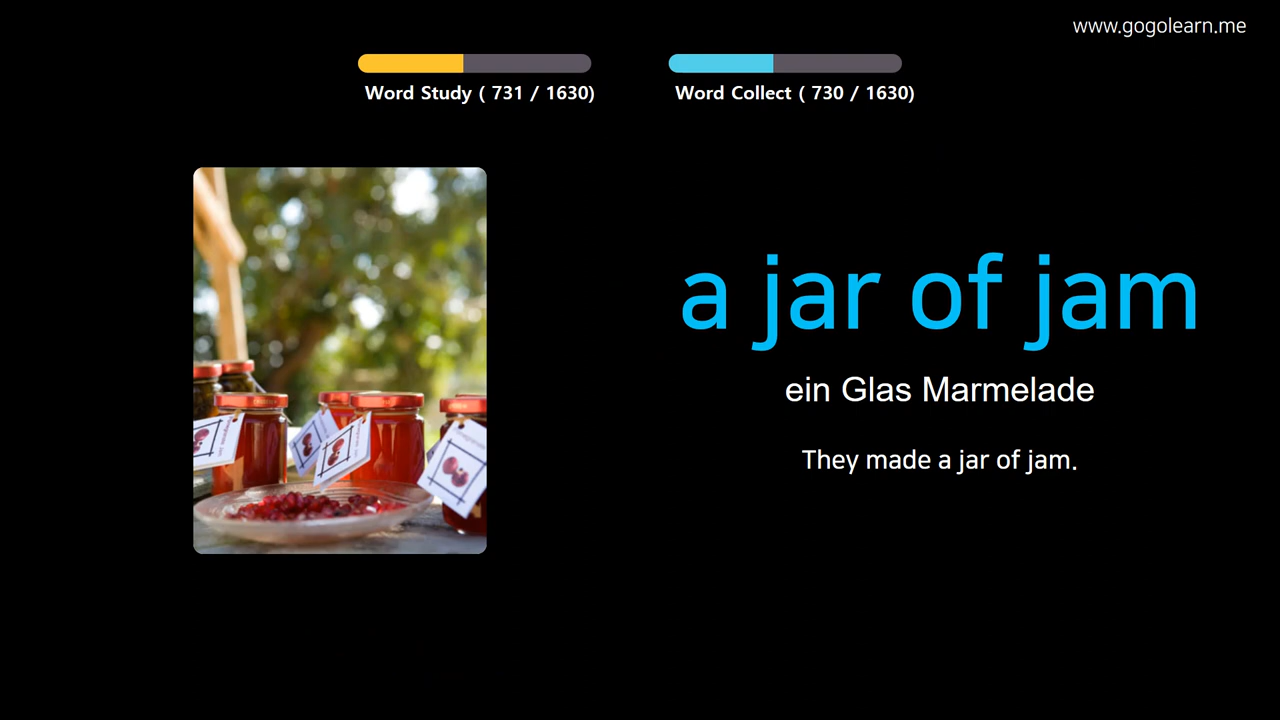 www.gogolearn.me
Word Study ( 731 / 1630)
Word Collect ( 730 / 1630)
a jar of jam
ein Glas Marmelade
They made a jar of jam.